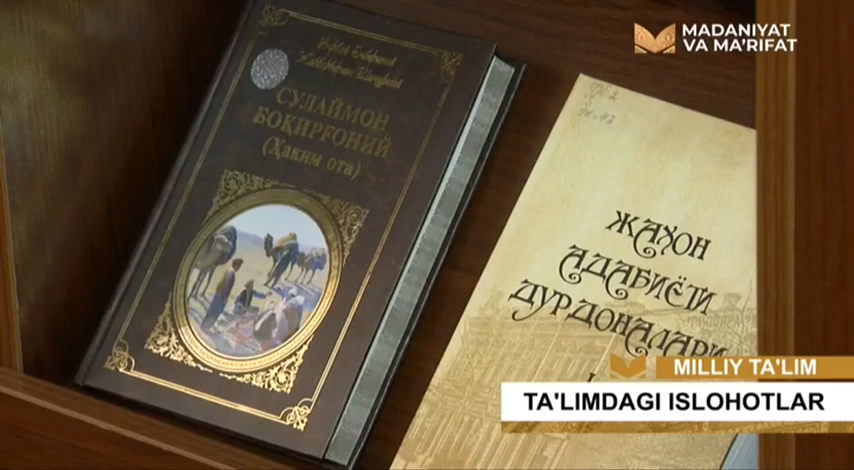 MADANIYAT
VA MA'RIFAT
СУЛАЙМОН
БОҚИРҒОНИЙ
(Ҳаким ота)
ЖАҲОН
АДАБИЁТИ
ДУРДОНАЛАРИ
MILLIY TA'LIM
TA'LIMDAGI ISLOHOTLAR